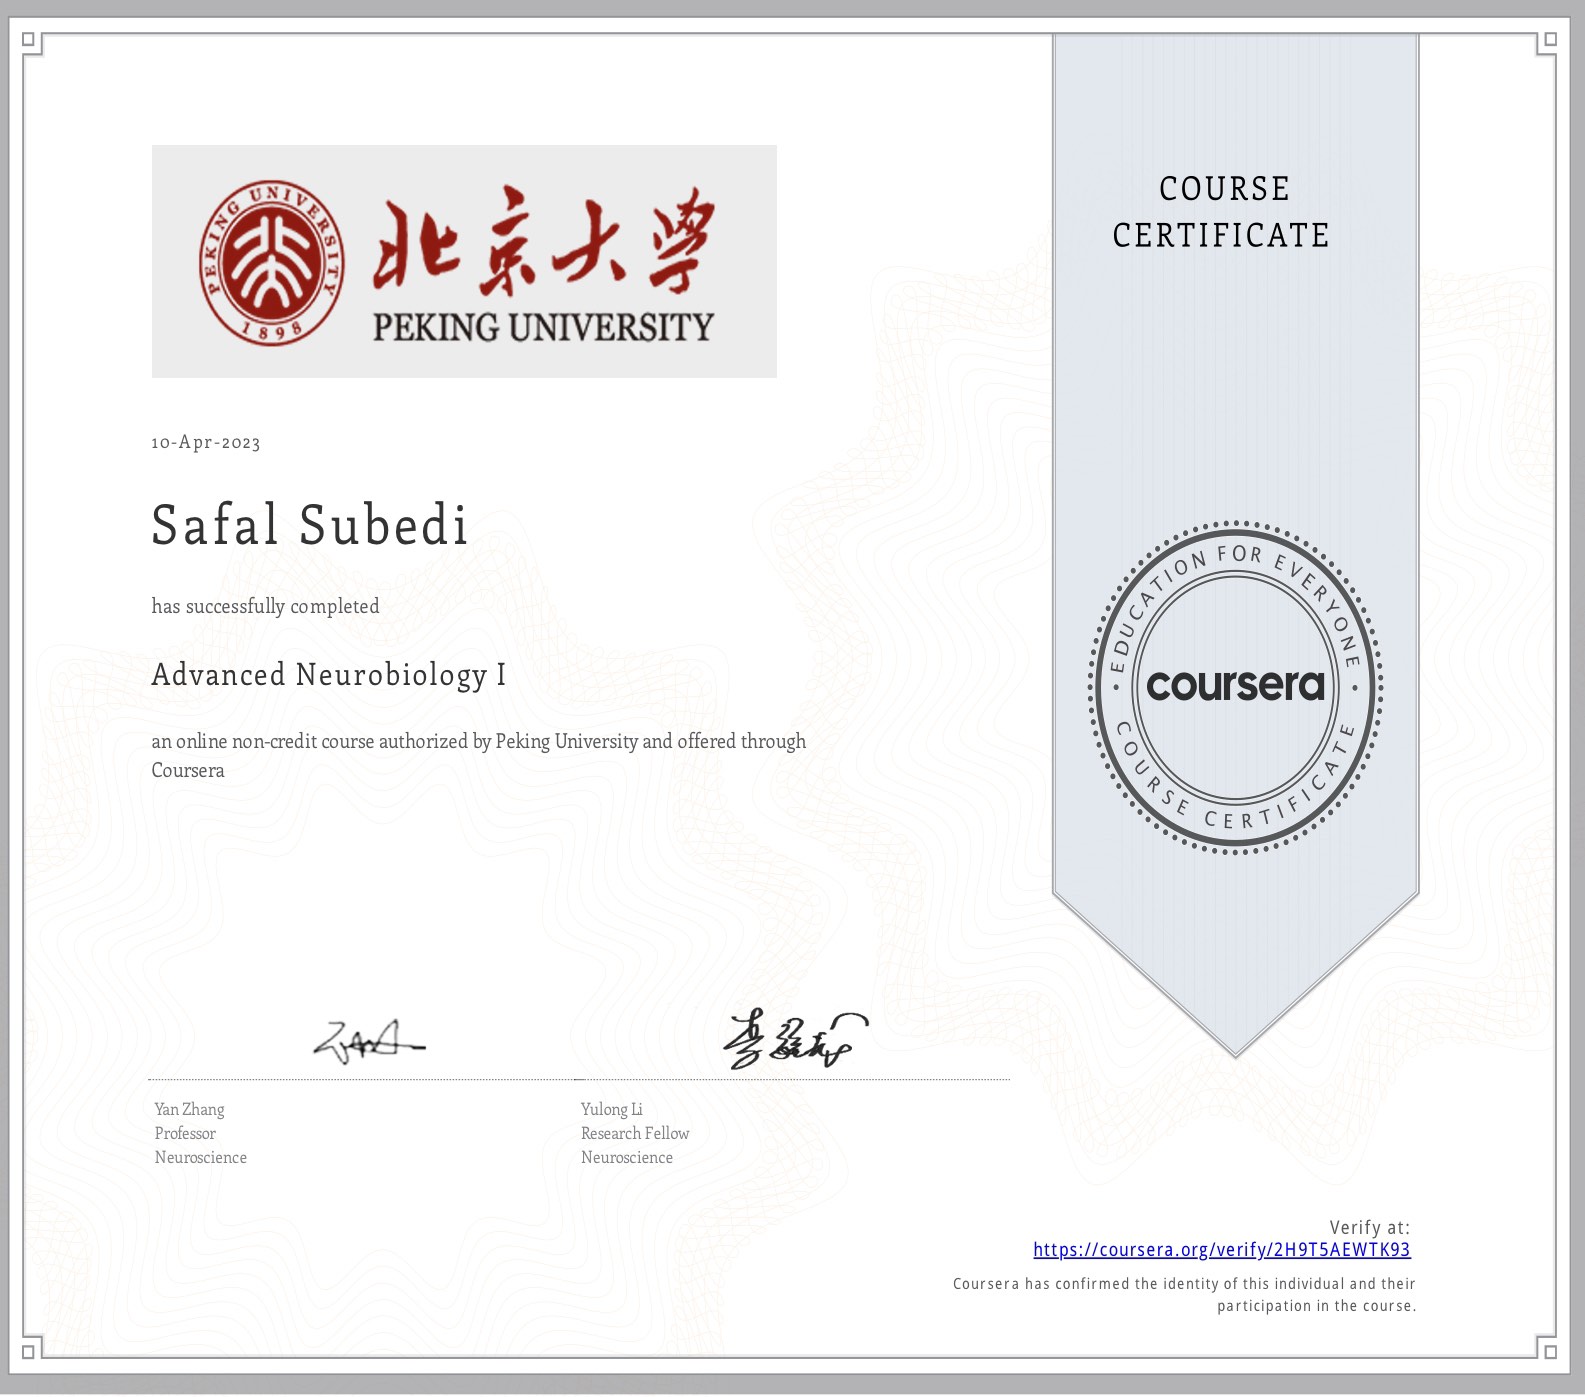 PEKING UNIVERSITY
1898
北京大学
PEKING UNIVERSITY
COURSE
CERTIFICATE
10-Apr-2023
Safal Subedi
has successfully completed
Advanced Neurobiology I
an online non-credit course authorized by Peking University and offered through
Coursera
EDUCATION FOR EVERYONE
coursera
COURSE CERTIFICATE
Yan Zhang
Professor
Neuroscience
Yulong Li
Research Fellow
Neuroscience
Verify at:
https://coursera.org/verify/2H9T5AEWTK93
Coursera has confirmed the identity of this individual and their
participation in the course.